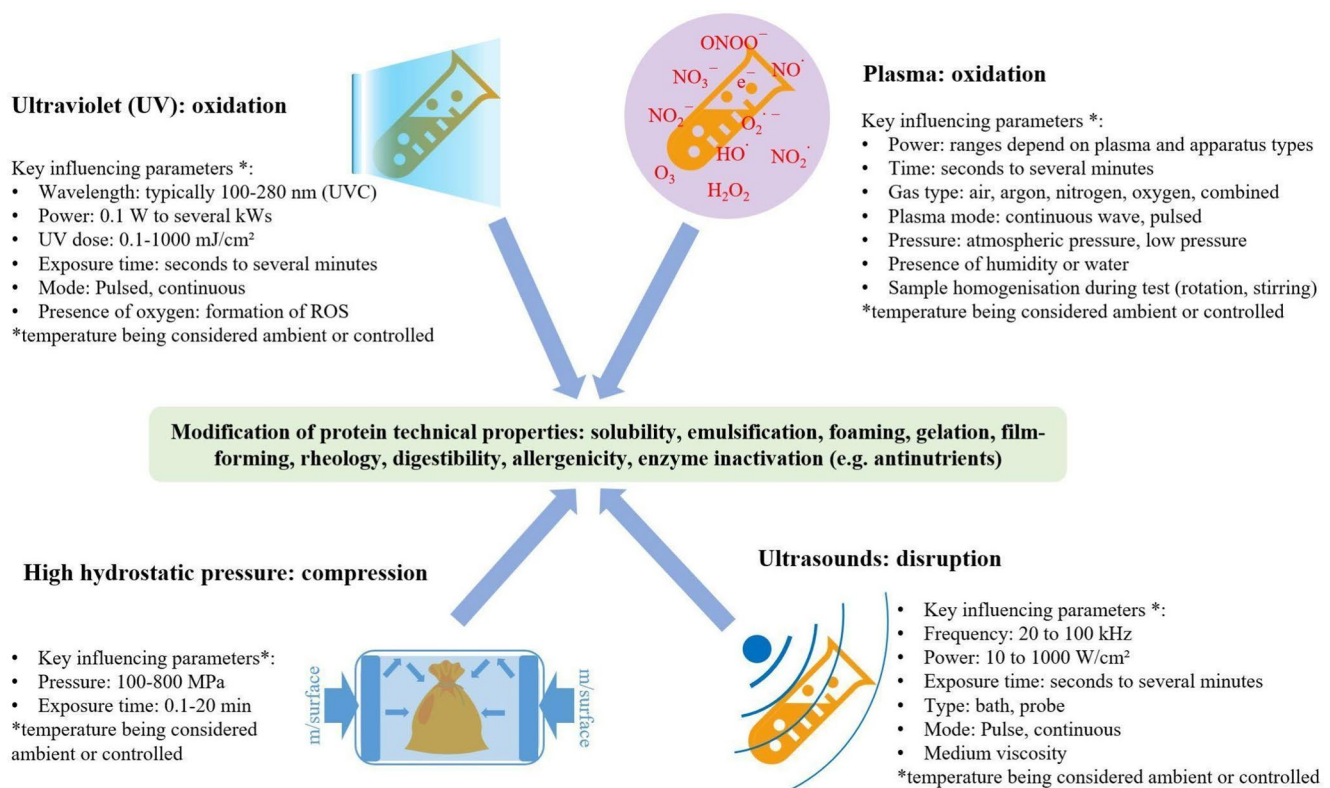 Ultraviolet (UV): oxidation
Key influencing parameters *:
• Wavelength: typically 100-280 nm (UVC)
• Power: 0.1 W to several kWs
• UV dose: 0.1-1000 mJ/cm²
• Exposure time: seconds to several minutes
• Mode: Pulsed, continuous
• Presence of oxygen: formation of ROS
*temperature being considered ambient or controlled
ONOO⁻
NO₃⁻
e⁻
NO˙
NO₂⁻
O₂˙⁻
HO˙
NO₂˙
O₃
H₂O₂
Plasma: oxidation
Key influencing parameters *:
• Power: ranges depend on plasma and apparatus types
• Time: seconds to several minutes
• Gas type: air, argon, nitrogen, oxygen, combined
• Plasma mode: continuous wave, pulsed
• Pressure: atmospheric pressure, low pressure
• Presence of humidity or water
• Sample homogenisation during test (rotation, stirring)
*temperature being considered ambient or controlled
Modification of protein technical properties: solubility, emulsification, foaming, gelation, film-
forming, rheology, digestibility, allergenicity, enzyme inactivation (e.g. antinutrients)
High hydrostatic pressure: compression
• Key influencing parameters*:
• Pressure: 100-800 MPa
• Exposure time: 0.1-20 min
*temperature being considered
ambient or controlled
m/surface
m/surface
Ultrasounds: disruption
• Key influencing parameters *:
• Frequency: 20 to 100 kHz
• Power: 10 to 1000 W/cm²
• Exposure time: seconds to several minutes
• Type: bath, probe
• Mode: Pulse, continuous
• Medium viscosity
*temperature being considered ambient or controlled